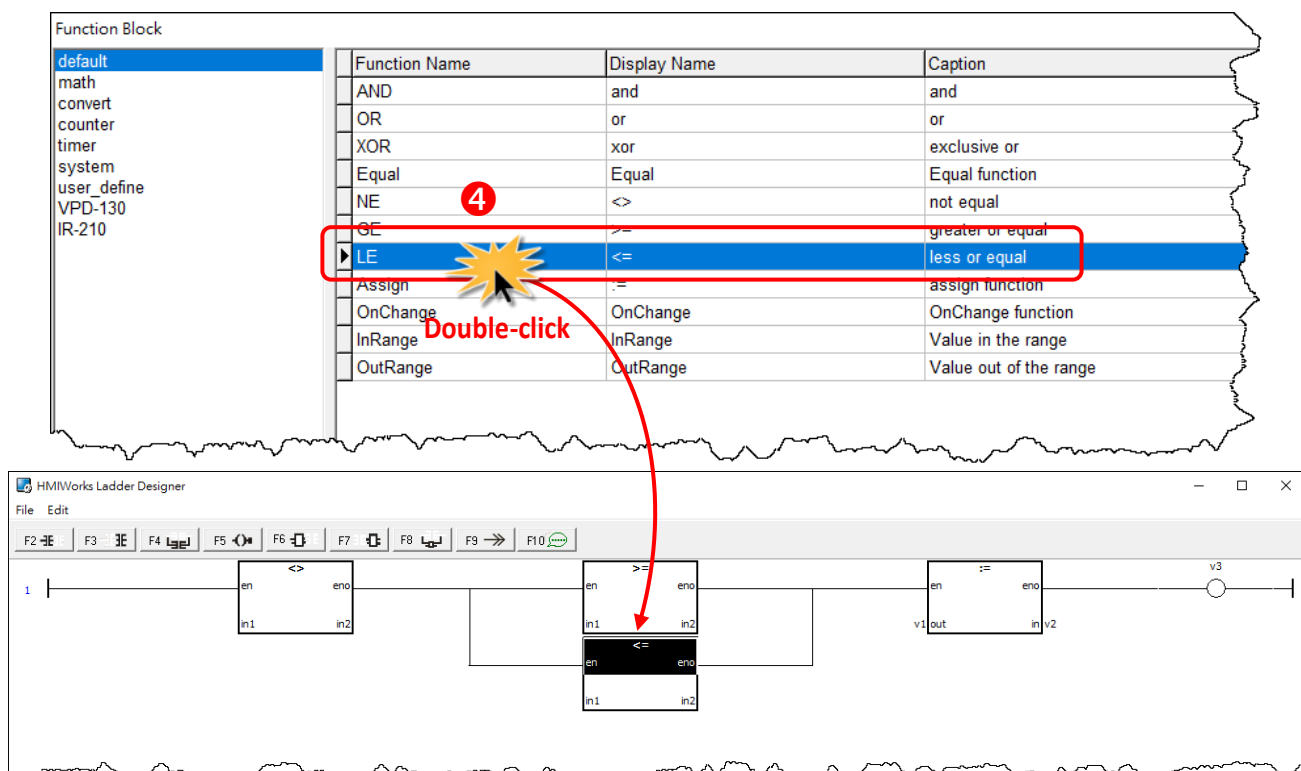 Function Block
default
math
convert
counter
timer
system
user_define
VPD-130
IR-210
Function Name Display Name Caption
AND and and
OR or or
XOR xor exclusive or
Equal Equal Equal function
NE <> not equal
GE >= greater or equal
LE <= less or equal
Assign := assign function
OnChange OnChange OnChange function
InRange InRange Value in the range
OutRange OutRange Value out of the range
4
Double-click
HMIWorks Ladder Designer
File Edit
F2 F3 F4 F5 F6 F7 F8 F9 F10
1
<>
en eno
in1 in2
>=
en eno
in1 in2
<=
en eno
in1 in2
:=
en eno
v1 out in v2
v3